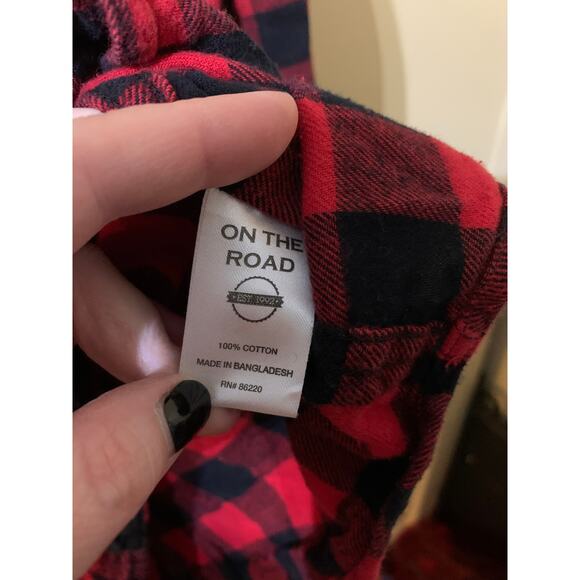 ON THE
ROAD
• EST. 1992 •
100% COTTON
MADE IN BANGLADESH
RN# 86220